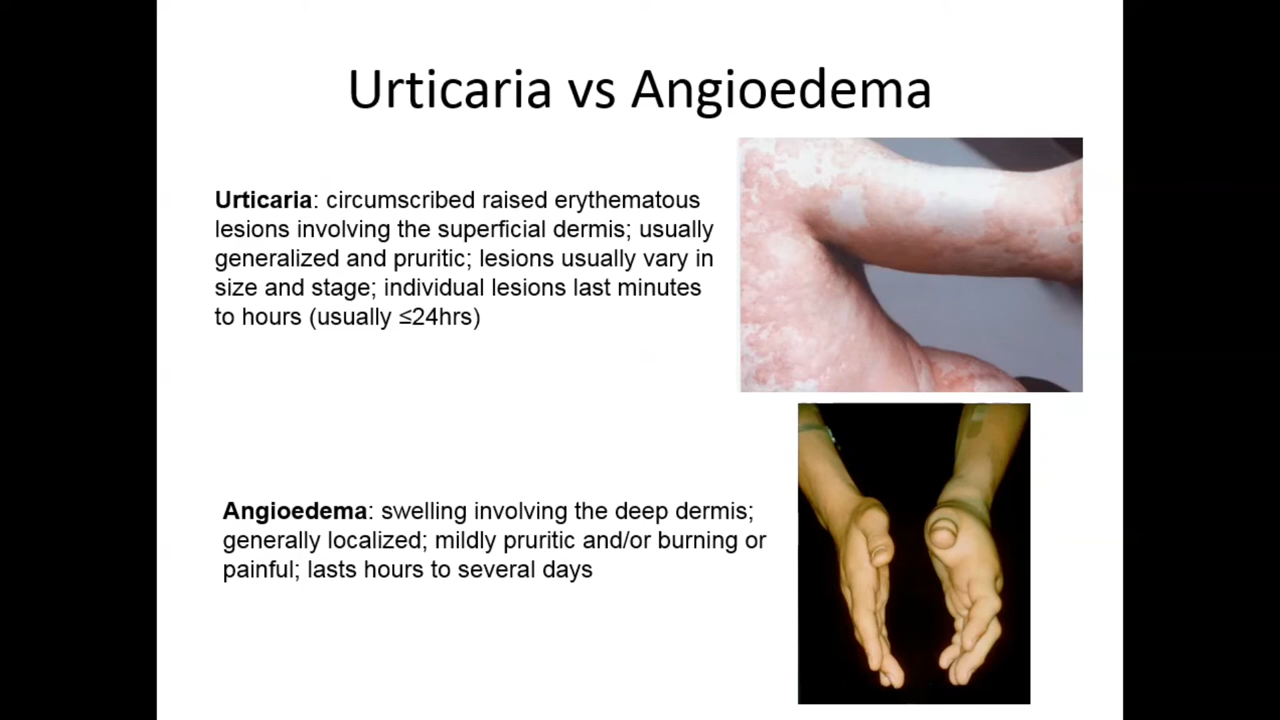 Urticaria vs Angioedema
Urticaria: circumscribed raised erythematous
lesions involving the superficial dermis; usually
generalized and pruritic; lesions usually vary in
size and stage; individual lesions last minutes
to hours (usually ≤24hrs)
Angioedema: swelling involving the deep dermis;
generally localized; mildly pruritic and/or burning or
painful; lasts hours to several days